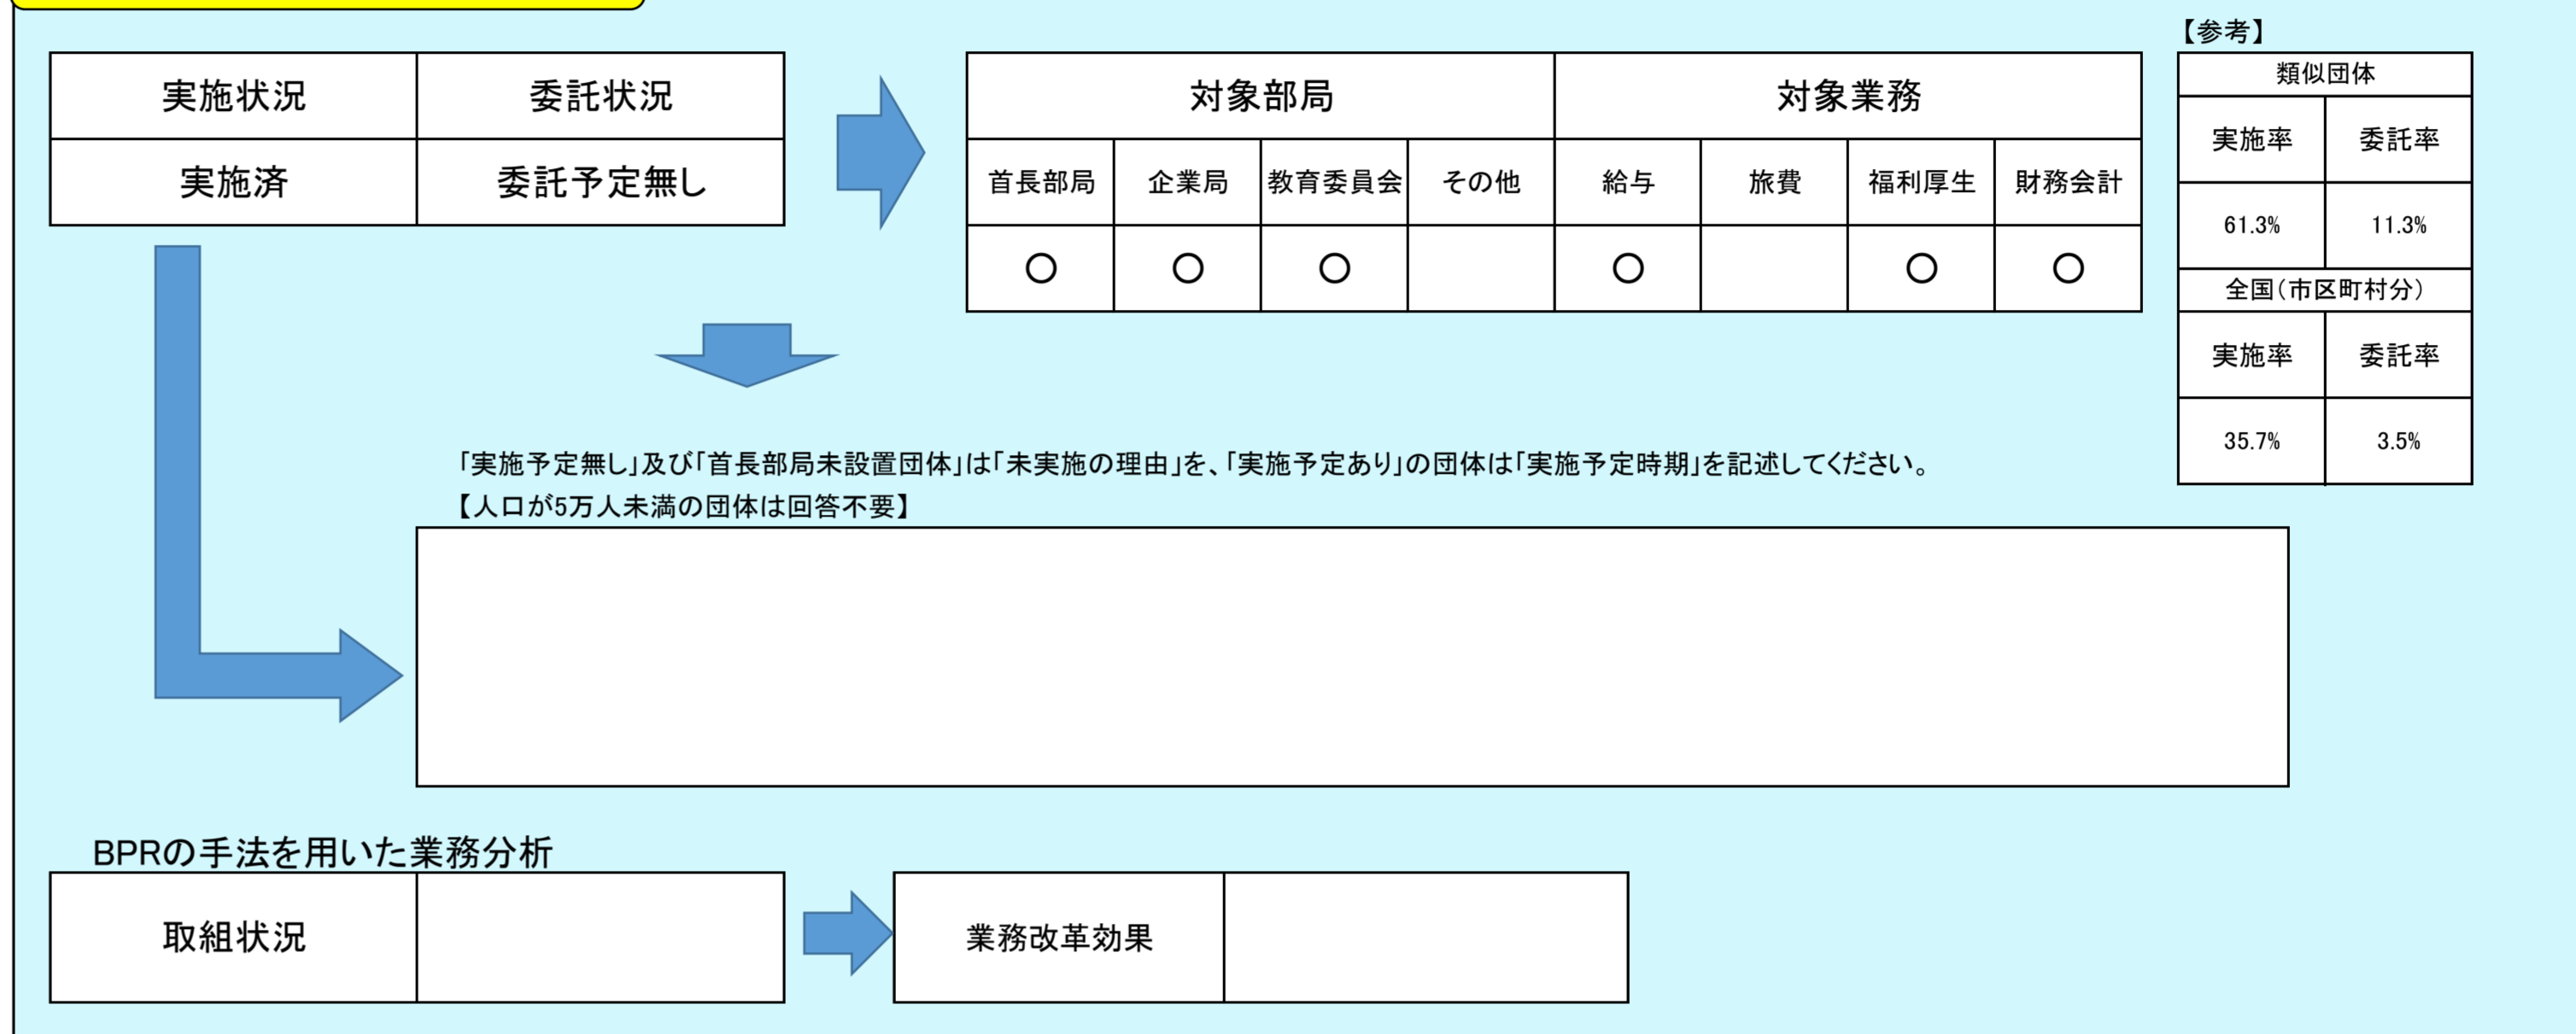 【参考】
実施状況 委託状況
実施済 委託予定無し
対象部局 対象業務
首長部局 企業局 教育委員会 その他 給与 旅費 福利厚生 財務会計
○ ○ ○ ○ ○ ○
類似団体
実施率 委託率
61.3% 11.3%
全国(市区町村分)
実施率 委託率
35.7% 3.5%
「実施予定無し」及び「首長部局未設置団体」は「未実施の理由」を、「実施予定あり」の団体は「実施予定時期」を記述してください。
【人口が5万人未満の団体は回答不要】
BPRの手法を用いた業務分析
取組状況
業務改革効果